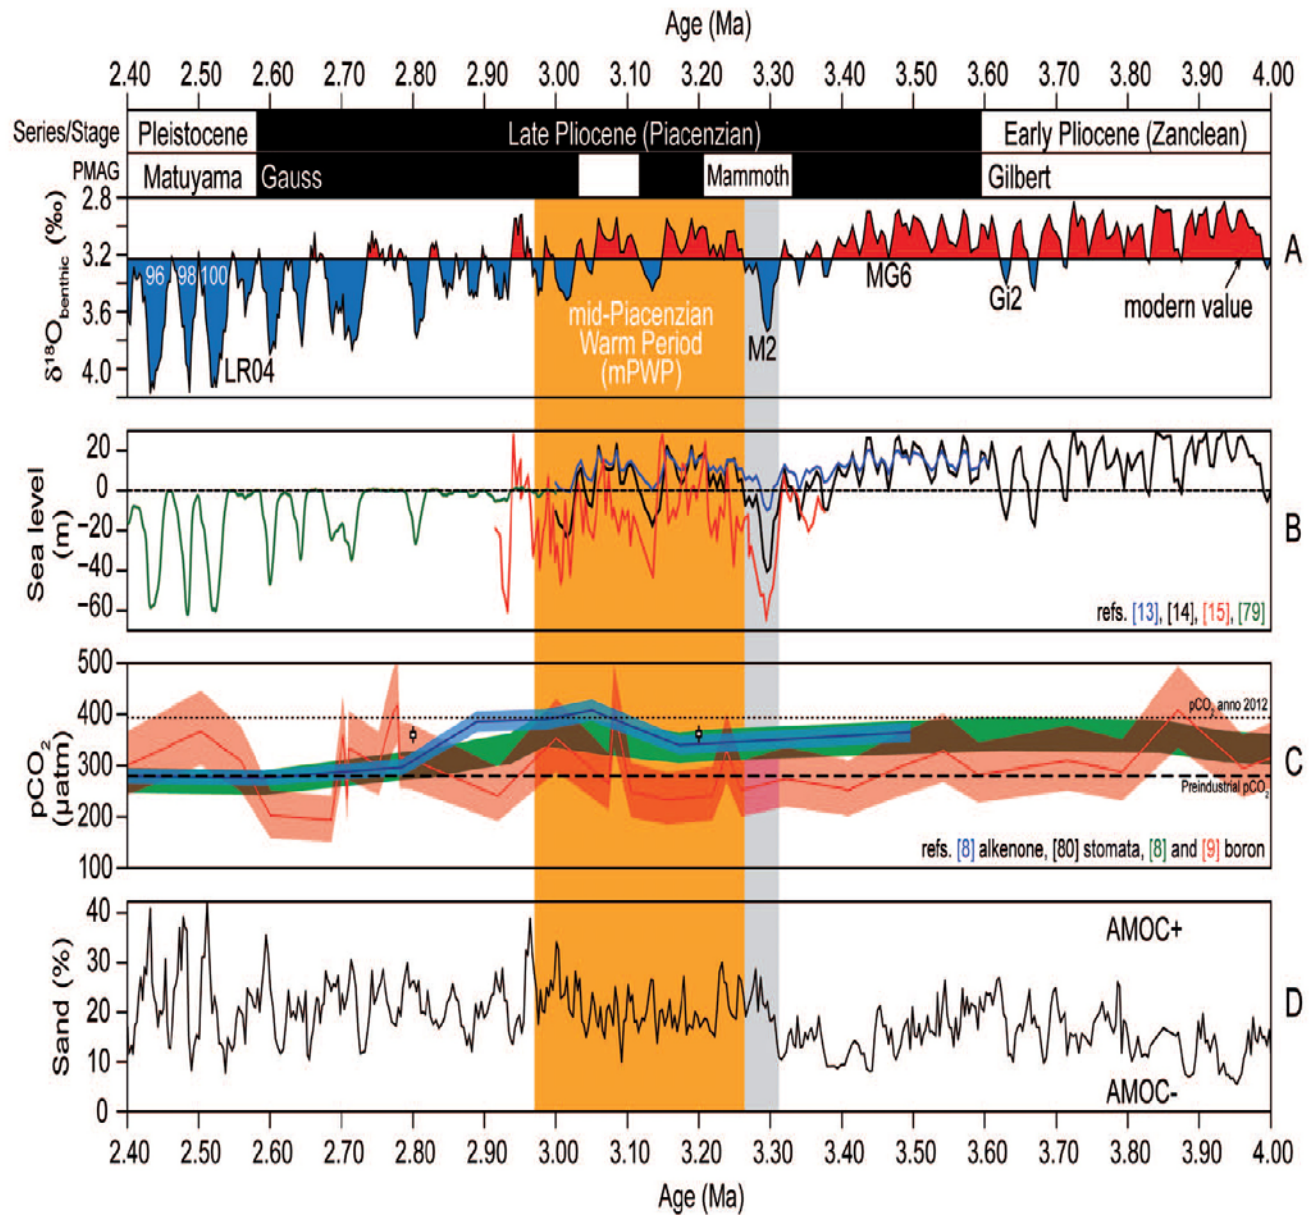 Age (Ma)
2.40 2.50 2.60 2.70 2.80 2.90 3.00 3.10 3.20 3.30 3.40 3.50 3.60 3.70 3.80 3.90 4.00
Series/Stage Pleistocene Late Pliocene (Piacenzian) Early Pliocene (Zanclean)
PMAG Matuyama Gauss Mammoth Gilbert
δ¹⁸O benthic (‰)
2.8
3.2
3.6
4.0
96 98 100
LR04
mid-Piacenzian
Warm Period
(mPWP)
M2
MG6
Gi2
modern value
A
Sea level
(m)
20
0
−20
−40
−60
refs. [13], [14], [15], [79]
B
pCO₂
(µatm)
500
400
300
200
100
pCO₂ anno 2012
Preindustrial pCO₂
refs. [8] alkenone, [80] stomata, [8] and [9] boron
C
Sand (%)
40
30
20
10
0
AMOC+
AMOC-
D
2.40 2.50 2.60 2.70 2.80 2.90 3.00 3.10 3.20 3.30 3.40 3.50 3.60 3.70 3.80 3.90 4.00
Age (Ma)